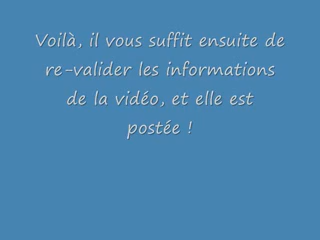 Voilà, il vous suffit ensuite de
re-valider les informations
de la vidéo, et elle est
postée !